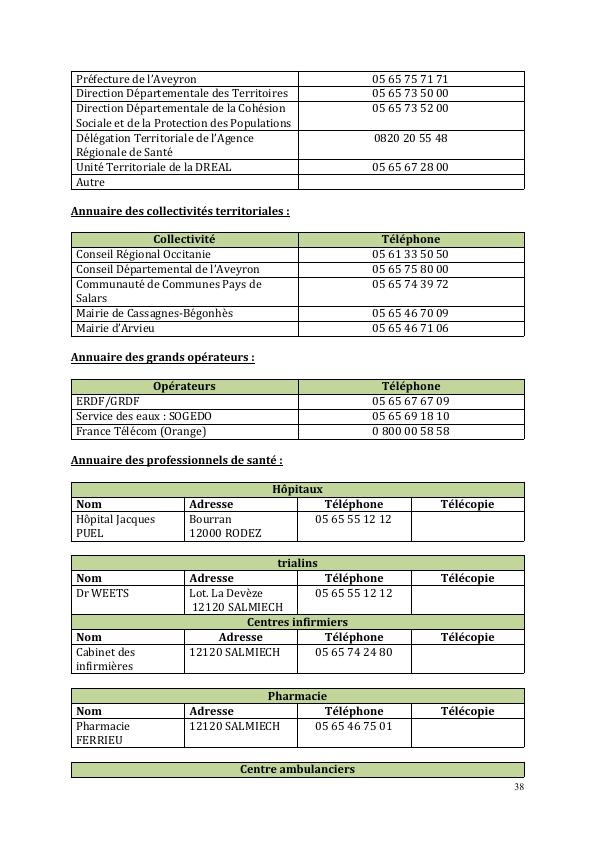 Préfecture de l'Aveyron 05 65 75 71 71
Direction Départementale des Territoires 05 65 73 50 00
Direction Départementale de la Cohésion 05 65 73 52 00
Sociale et de la Protection des Populations
Délégation Territoriale de l'Agence 0820 20 55 48
Régionale de Santé
Unité Territoriale de la DREAL 05 65 67 28 00
Autre
Annuaire des collectivités territoriales :
Collectivité Téléphone
Conseil Régional Occitanie 05 61 33 50 50
Conseil Départemental de l'Aveyron 05 65 75 80 00
Communauté de Communes Pays de 05 65 74 39 72
Salars
Mairie de Cassagnes-Bégonhès 05 65 46 70 09
Mairie d'Arvieu 05 65 46 71 06
Annuaire des grands opérateurs :
Opérateurs Téléphone
ERDF/GRDF 05 65 67 67 09
Service des eaux : SOGEDO 05 65 69 18 10
France Télécom (Orange) 0 800 00 58 58
Annuaire des professionnels de santé :
Hôpitaux
Nom Adresse Téléphone Télécopie
Hôpital Jacques Bourran 05 65 55 12 12
PUEL 12000 RODEZ
trialins
Nom Adresse Téléphone Télécopie
Dr WEETS Lot. La Devèze 05 65 55 12 12
12120 SALMIECH
Centres infirmiers
Nom Adresse Téléphone Télécopie
Cabinet des 12120 SALMIECH 05 65 74 24 80
infirmières
Pharmacie
Nom Adresse Téléphone Télécopie
Pharmacie 12120 SALMIECH 05 65 46 75 01
FERRIEU
Centre ambulanciers
38